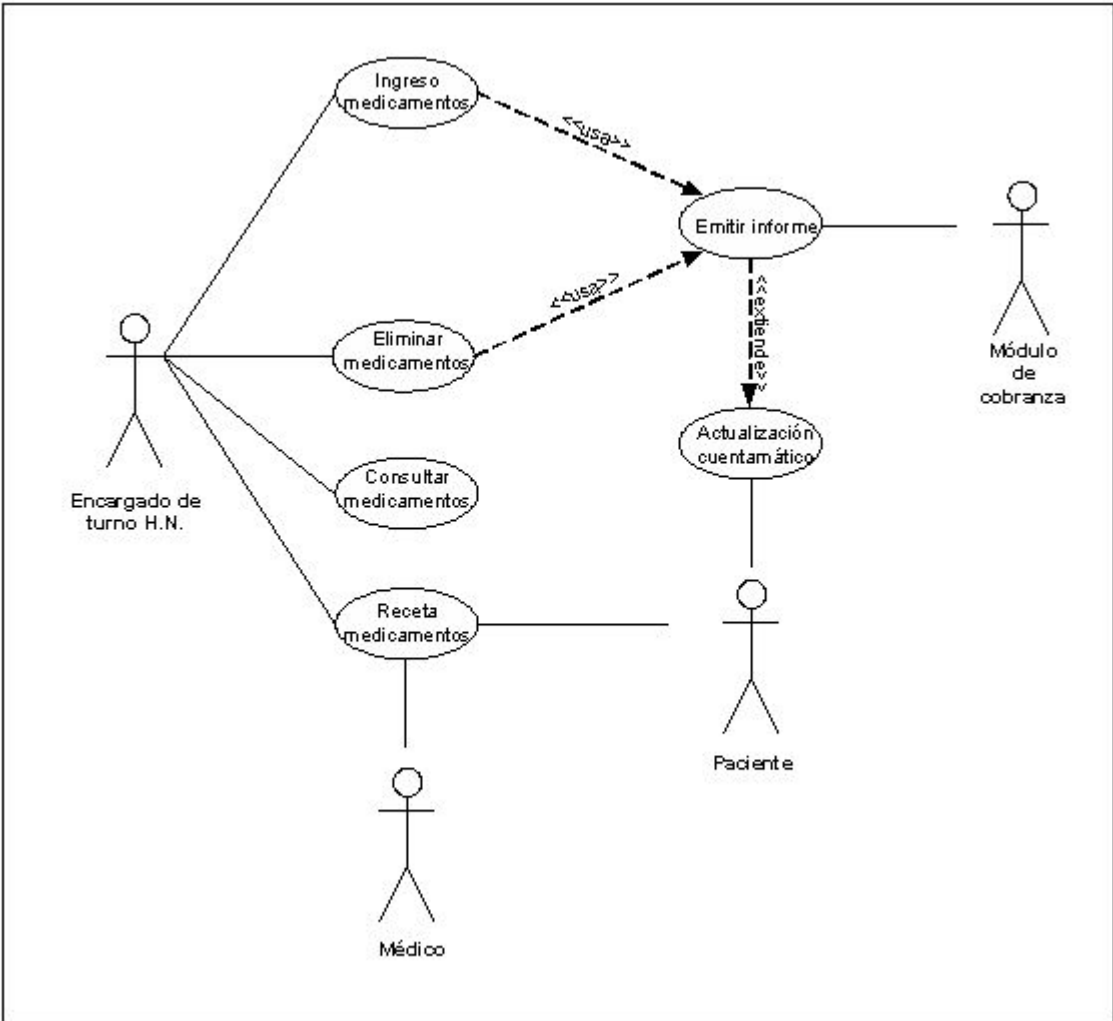 Ingreso
medicamentos
<<usa>>
Emitir informe
<<usa>>
<<extiende>>
Eliminar
medicamentos
Módulo
de
cobranza
Actualización
cuentamático
Consultar
medicamentos
Encargado de
turno H.N.
Receta
medicamentos
Paciente
Médico